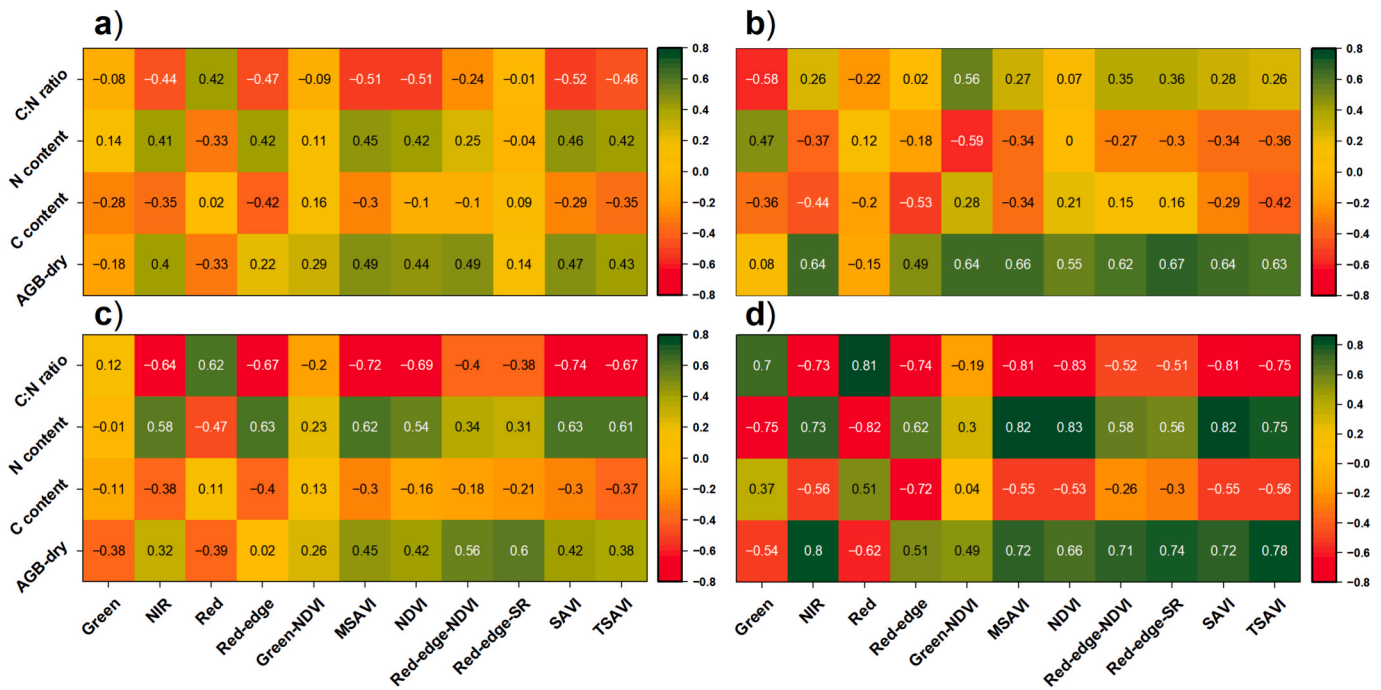 a)
C:N ratio −0.08 −0.44 0.42 −0.47 −0.09 −0.51 −0.51 −0.24 −0.01 −0.52 −0.46
N content 0.14 0.41 −0.33 0.42 0.11 0.45 0.42 0.25 −0.04 0.46 0.42
C content −0.28 −0.35 0.02 −0.42 0.16 −0.3 −0.1 −0.1 0.09 −0.29 −0.35
AGB-dry −0.18 0.4 −0.33 0.22 0.29 0.49 0.44 0.49 0.14 0.47 0.43
0.8
0.6
0.4
0.2
0.0
−0.2
−0.4
−0.6
−0.8
b)
−0.58 0.26 −0.22 0.02 0.56 0.27 0.07 0.35 0.36 0.28 0.26
0.47 −0.37 0.12 −0.18 −0.59 −0.34 0 −0.27 −0.3 −0.34 −0.36
−0.36 −0.44 −0.2 −0.53 0.28 −0.34 0.21 0.15 0.16 −0.29 −0.42
0.08 0.64 −0.15 0.49 0.64 0.66 0.55 0.62 0.67 0.64 0.63
0.8
0.6
0.4
0.2
0.0
−0.2
−0.4
−0.6
−0.8
c)
C:N ratio 0.12 −0.64 0.62 −0.67 −0.2 −0.72 −0.69 −0.4 −0.38 −0.74 −0.67
N content −0.01 0.58 −0.47 0.63 0.23 0.62 0.54 0.34 0.31 0.63 0.61
C content −0.11 −0.38 0.11 −0.4 0.13 −0.3 −0.16 −0.18 −0.21 −0.3 −0.37
AGB-dry −0.38 0.32 −0.39 0.02 0.26 0.45 0.42 0.56 0.6 0.42 0.38
0.8
0.6
0.4
0.2
0.0
−0.2
−0.4
−0.6
−0.8
Green NIR Red Red-edge Green-NDVI MSAVI NDVI Red-edge-NDVI Red-edge-SR SAVI TSAVI
d)
0.7 −0.73 0.81 −0.74 −0.19 −0.81 −0.83 −0.52 −0.51 −0.81 −0.75
−0.75 0.73 −0.82 0.62 0.3 0.82 0.83 0.58 0.56 0.82 0.75
0.37 −0.56 0.51 −0.72 0.04 −0.55 −0.53 −0.26 −0.3 −0.55 −0.56
−0.54 0.8 −0.62 0.51 0.49 0.72 0.66 0.71 0.74 0.72 0.78
0.8
0.6
0.4
0.2
0.0
−0.2
−0.4
−0.6
−0.8
Green NIR Red Red-edge Green-NDVI MSAVI NDVI Red-edge-NDVI Red-edge-SR SAVI TSAVI